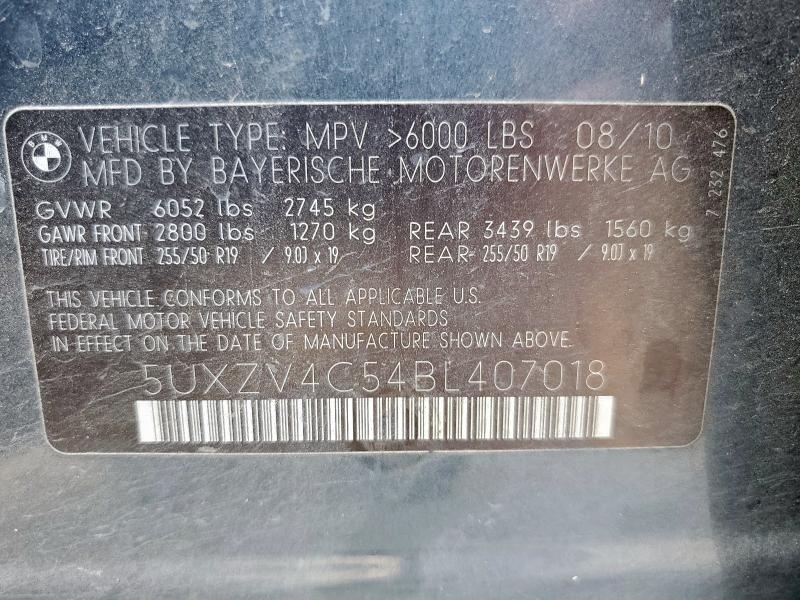 BMW
VEHICLE TYPE: MPV >6000 LBS 08/10
MFD BY BAYERISCHE MOTORENWERKE AG
GVWR 6052 lbs 2745 kg
GAWR FRONT 2800 lbs 1270 kg REAR 3439 lbs 1560 kg
TIRE/RIM FRONT 255/50 R19 / 9.0J x 19 REAR- 255/50 R19 / 9.0J x 19
THIS VEHICLE CONFORMS TO ALL APPLICABLE U.S.
FEDERAL MOTOR VEHICLE SAFETY STANDARDS
IN EFFECT ON THE DATE OF MANUFACTURE SHOWN ABOVE.
5UXZV4C54BL407018
7 232 476